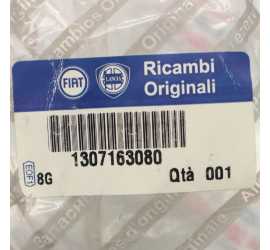 FIAT LANCIA Ricambi
Originali
1307163080
8G Qtà 001